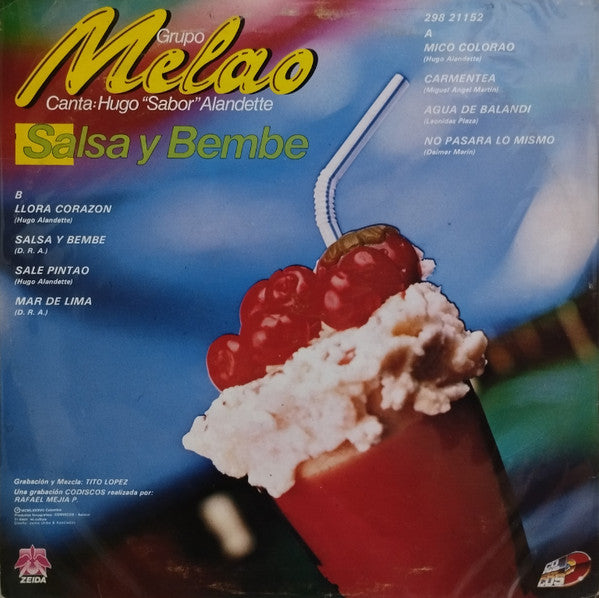 Grupo
Melao
Canta: Hugo "Sabor" Alandette
Salsa y Bembe
298 21152
A
MICO COLORAO
(Hugo Alandette)
CARMENTEA
(Miguel Angel Martin)
AGUA DE BALANDI
(Leonidas Plaza)
NO PASARA LO MISMO
(Delmer Marin)
B
LLORA CORAZON
(Hugo Alandette)
SALSA Y BEMBE
(D. R. A.)
SALE PINTAO
(Hugo Alandette)
MAR DE LIMA
(D. R. A.)
Grabación y Mezcla: TITO LOPEZ
Una grabación CODISCOS realizada por:
RAFAEL MEJIA P.
ZEIDA